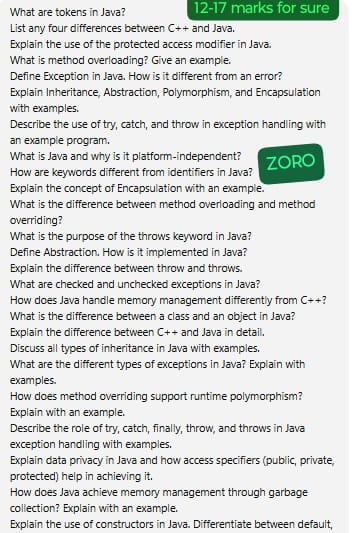 12-17 marks for sure
What are tokens in Java?
List any four differences between C++ and Java.
Explain the use of the protected access modifier in Java.
What is method overloading? Give an example.
Define Exception in Java. How is it different from an error?
Explain Inheritance, Abstraction, Polymorphism, and Encapsulation
with examples.
Describe the use of try, catch, and throw in exception handling with
an example program.
What is Java and why is it platform-independent?
How are keywords different from identifiers in Java?
ZORO
Explain the concept of Encapsulation with an example.
What is the difference between method overloading and method
overriding?
What is the purpose of the throws keyword in Java?
Define Abstraction. How is it implemented in Java?
Explain the difference between throw and throws.
What are checked and unchecked exceptions in Java?
How does Java handle memory management differently from C++?
What is the difference between a class and an object in Java?
Explain the difference between C++ and Java in detail.
Discuss all types of inheritance in Java with examples.
What are the different types of exceptions in Java? Explain with
examples.
How does method overriding support runtime polymorphism?
Explain with an example.
Describe the role of try, catch, finally, throw, and throws in Java
exception handling with examples.
Explain data privacy in Java and how access specifiers (public, private,
protected) help in achieving it.
How does Java achieve memory management through garbage
collection? Explain with an example.
Explain the use of constructors in Java. Differentiate between default,